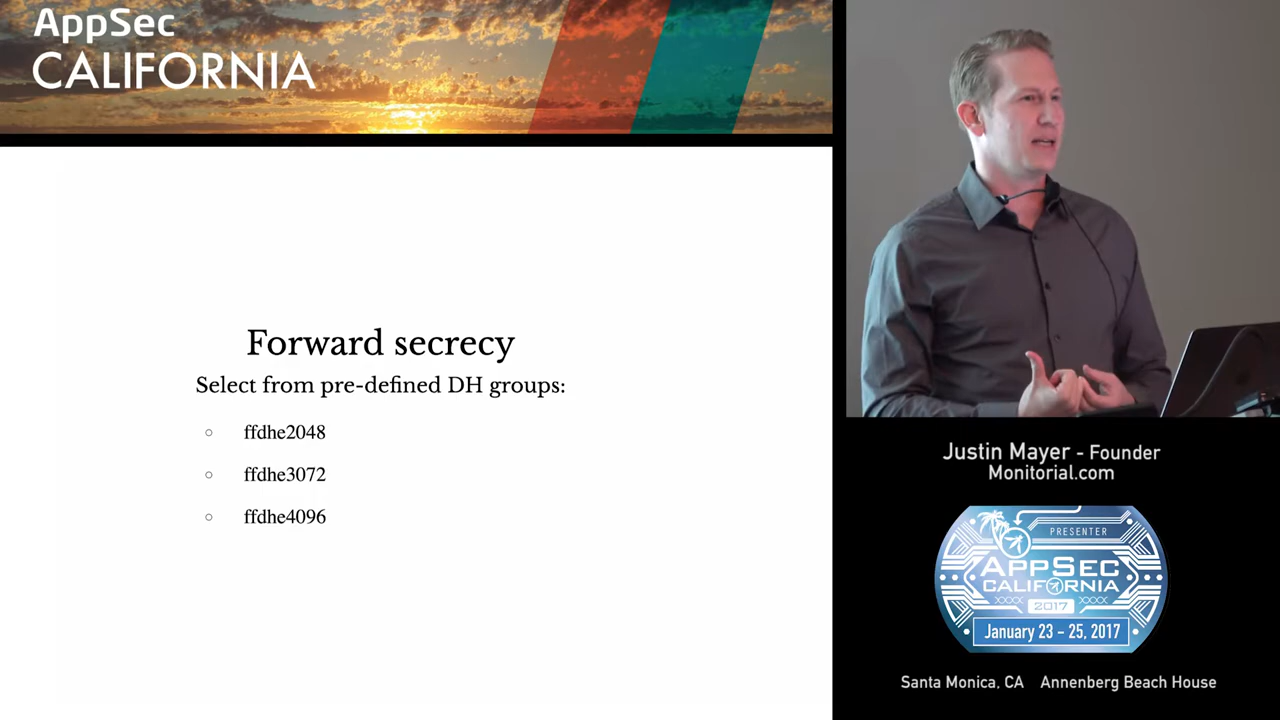 AppSec
CALIFORNIA
Forward secrecy
Select from pre-defined DH groups:
ffdhe2048
ffdhe3072
ffdhe4096
Justin Mayer - Founder
Monitorial.com
PRESENTER
APPSEC
CALIFORNIA
2017
January 23 - 25, 2017
Santa Monica, CA Annenberg Beach House